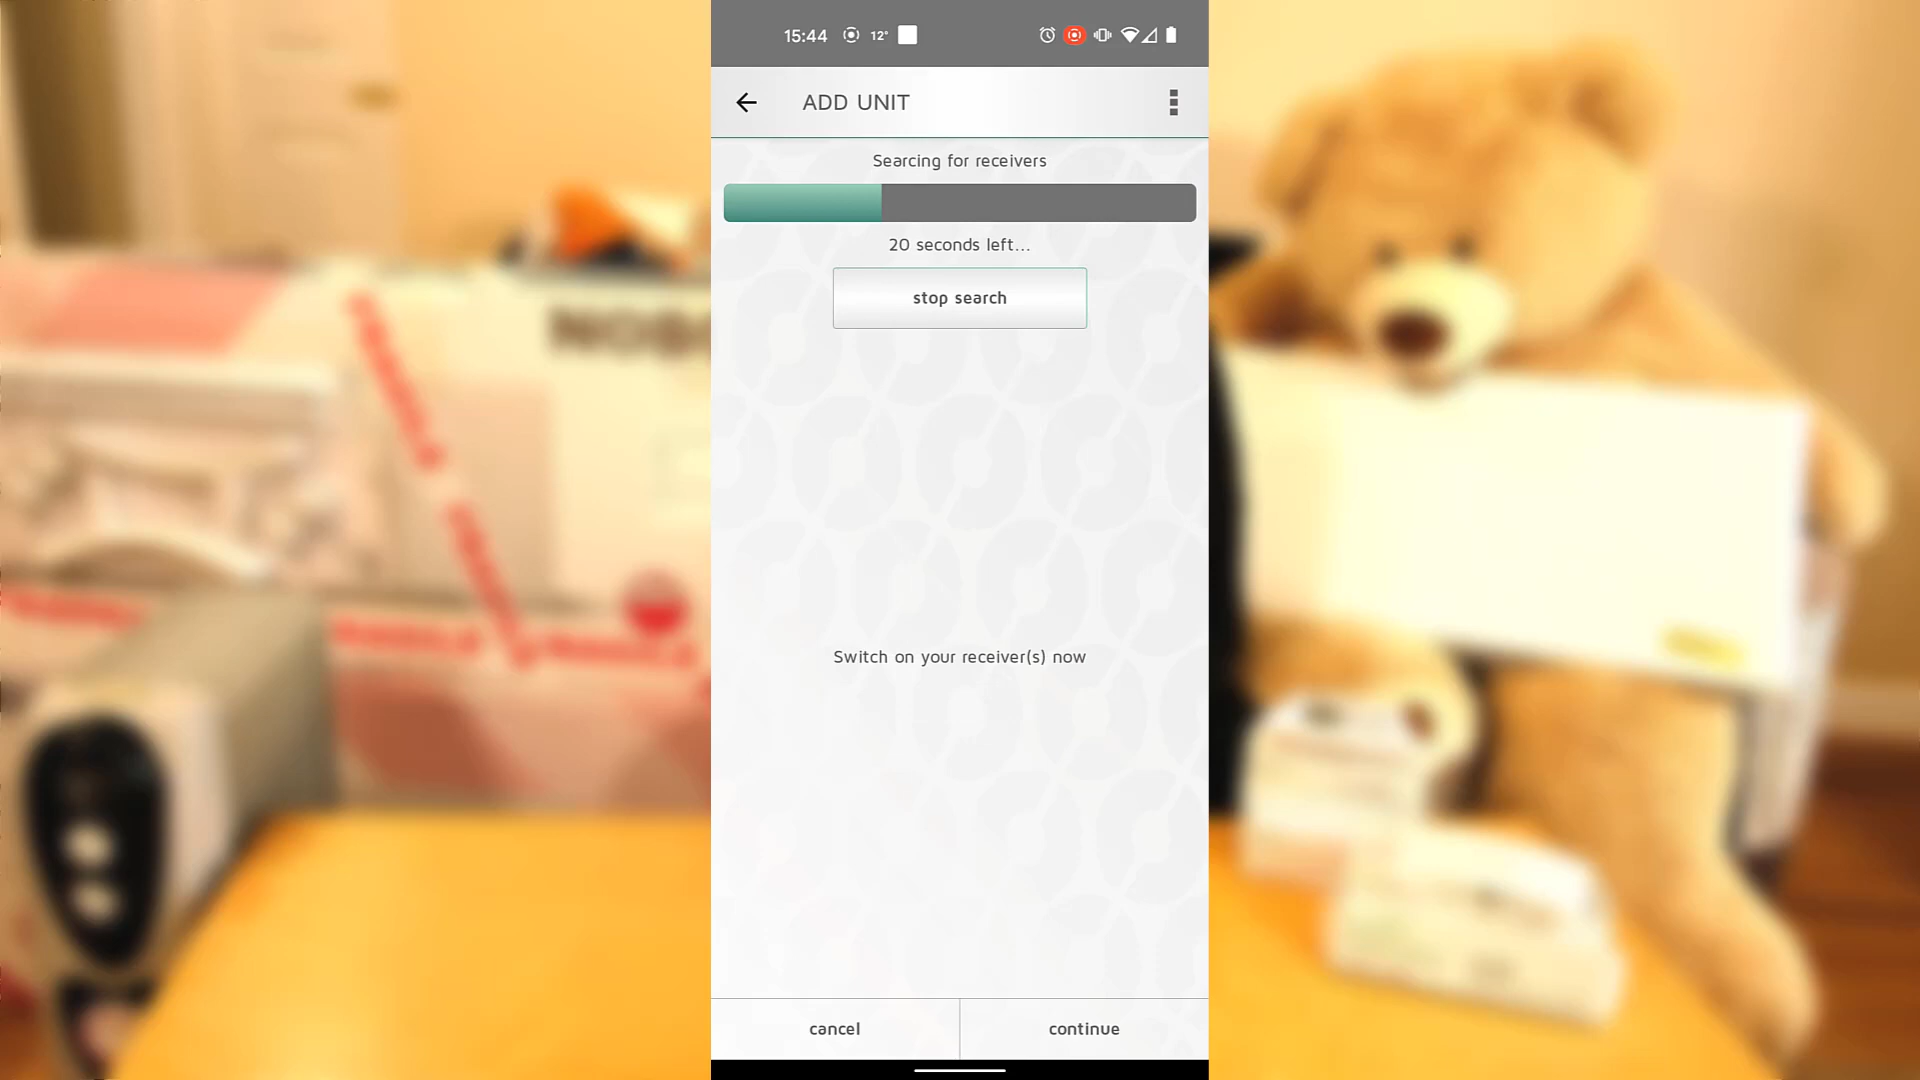 15:44
12°
ADD UNIT
Searcing for receivers
20 seconds left...
stop search
Switch on your receiver(s) now
cancel
continue